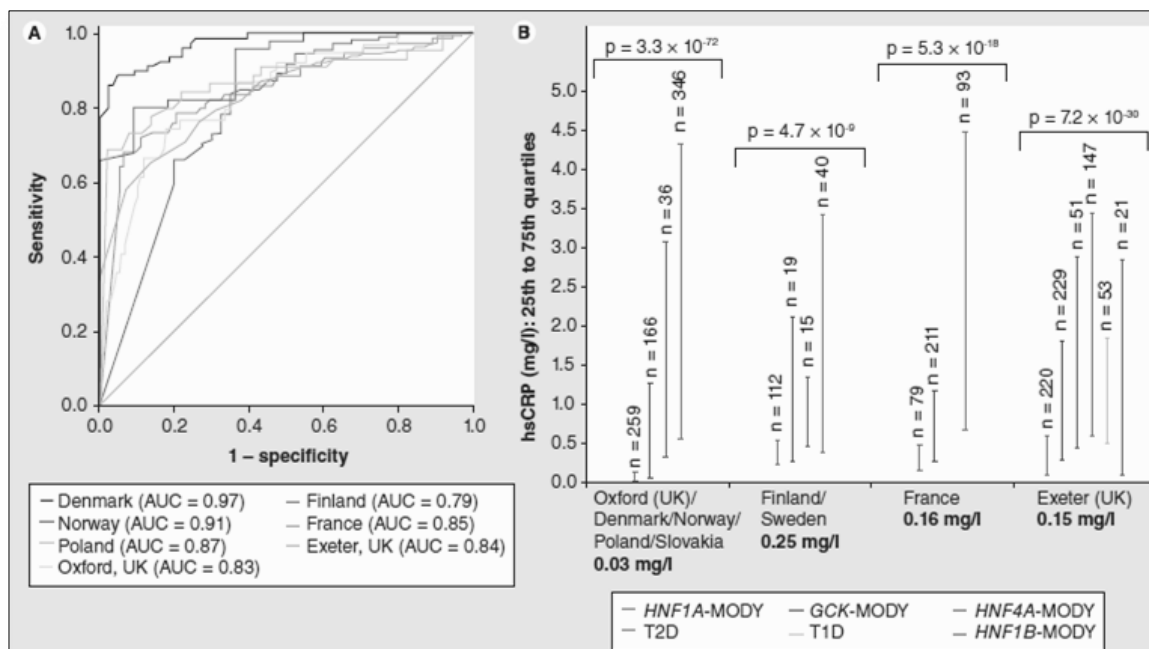 A
Sensitivity
1.0
0.8
0.6
0.4
0.2
0.0
0.0 0.2 0.4 0.6 0.8 1.0
1 – specificity
Denmark (AUC = 0.97)
Norway (AUC = 0.91)
Poland (AUC = 0.87)
Oxford, UK (AUC = 0.83)
Finland (AUC = 0.79)
France (AUC = 0.85)
Exeter, UK (AUC = 0.84)
B
hsCRP (mg/l): 25th to 75th quartiles
5.0
4.5
4.0
3.5
3.0
2.5
2.0
1.5
1.0
0.5
0.0
p = 3.3 × 10-72
n = 259
n = 166
n = 36
n = 346
p = 4.7 × 10-9
n = 112
n = 19
n = 15
n = 40
p = 5.3 × 10-18
n = 79
n = 211
n = 93
p = 7.2 × 10-30
n = 220
n = 229
n = 51
n = 147
n = 53
n = 21
Oxford (UK)/
Denmark/Norway/
Poland/Slovakia
0.03 mg/l
Finland/
Sweden
0.25 mg/l
France
0.16 mg/l
Exeter (UK)
0.15 mg/l
HNF1A-MODY GCK-MODY HNF4A-MODY
T2D T1D HNF1B-MODY